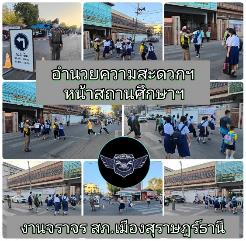 อำนวยความสะดวกฯ
หน้าสถานศึกษาฯ
งานจราจร สภ.เมืองสุราษฎร์ธานี